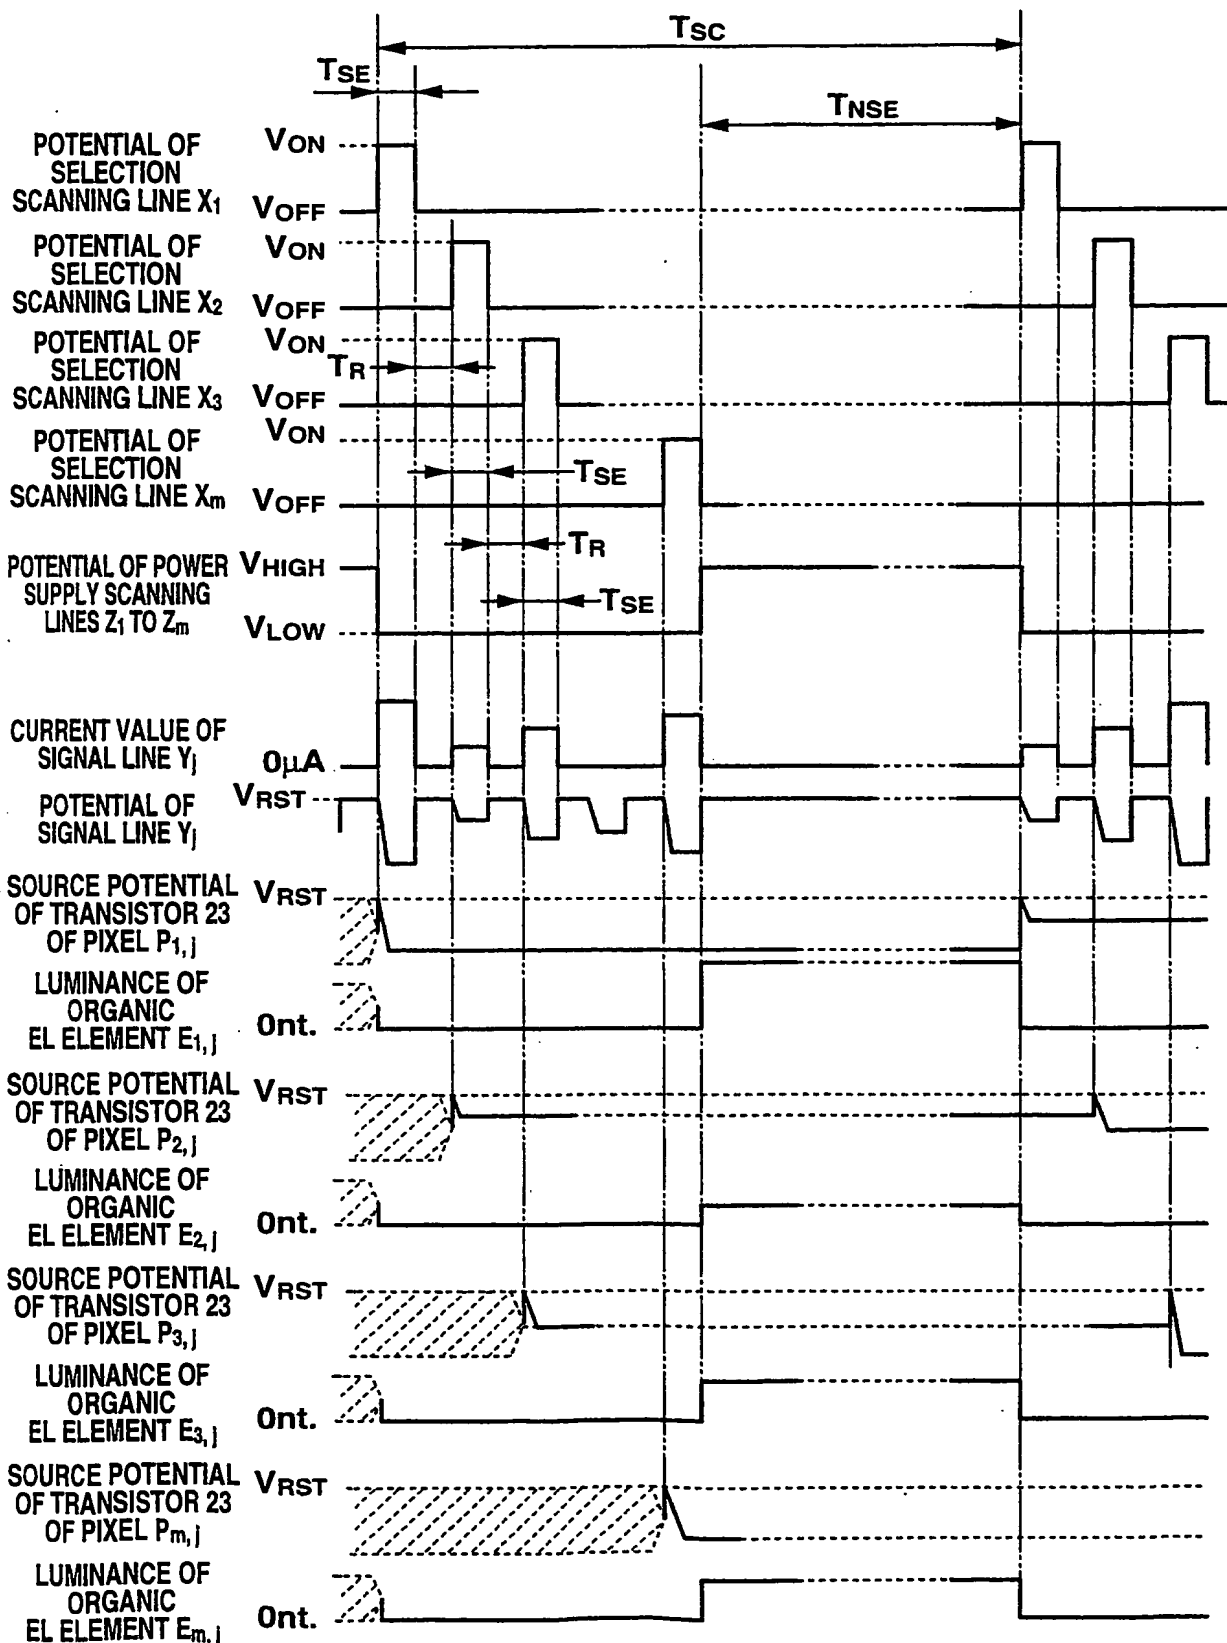 TSC
TSE
TNSE
POTENTIAL OF
SELECTION
SCANNING LINE X1
VON
VOFF
POTENTIAL OF
SELECTION
SCANNING LINE X2
VON
VOFF
POTENTIAL OF
SELECTION
SCANNING LINE X3
VON
TR
VOFF
POTENTIAL OF
SELECTION
SCANNING LINE Xm
VON
TSE
VOFF
TR
POTENTIAL OF POWER
SUPPLY SCANNING
LINES Z1 TO Zm
VHIGH
TSE
VLOW
CURRENT VALUE OF
SIGNAL LINE Yj
0μA
POTENTIAL OF
SIGNAL LINE Yj
VRST
SOURCE POTENTIAL
OF TRANSISTOR 23
OF PIXEL P1,j
VRST
LUMINANCE OF
ORGANIC
EL ELEMENT E1,j
0nt.
SOURCE POTENTIAL
OF TRANSISTOR 23
OF PIXEL P2,j
VRST
LUMINANCE OF
ORGANIC
EL ELEMENT E2,j
0nt.
SOURCE POTENTIAL
OF TRANSISTOR 23
OF PIXEL P3,j
VRST
LUMINANCE OF
ORGANIC
EL ELEMENT E3,j
0nt.
SOURCE POTENTIAL
OF TRANSISTOR 23
OF PIXEL Pm,j
VRST
LUMINANCE OF
ORGANIC
EL ELEMENT Em,j
0nt.